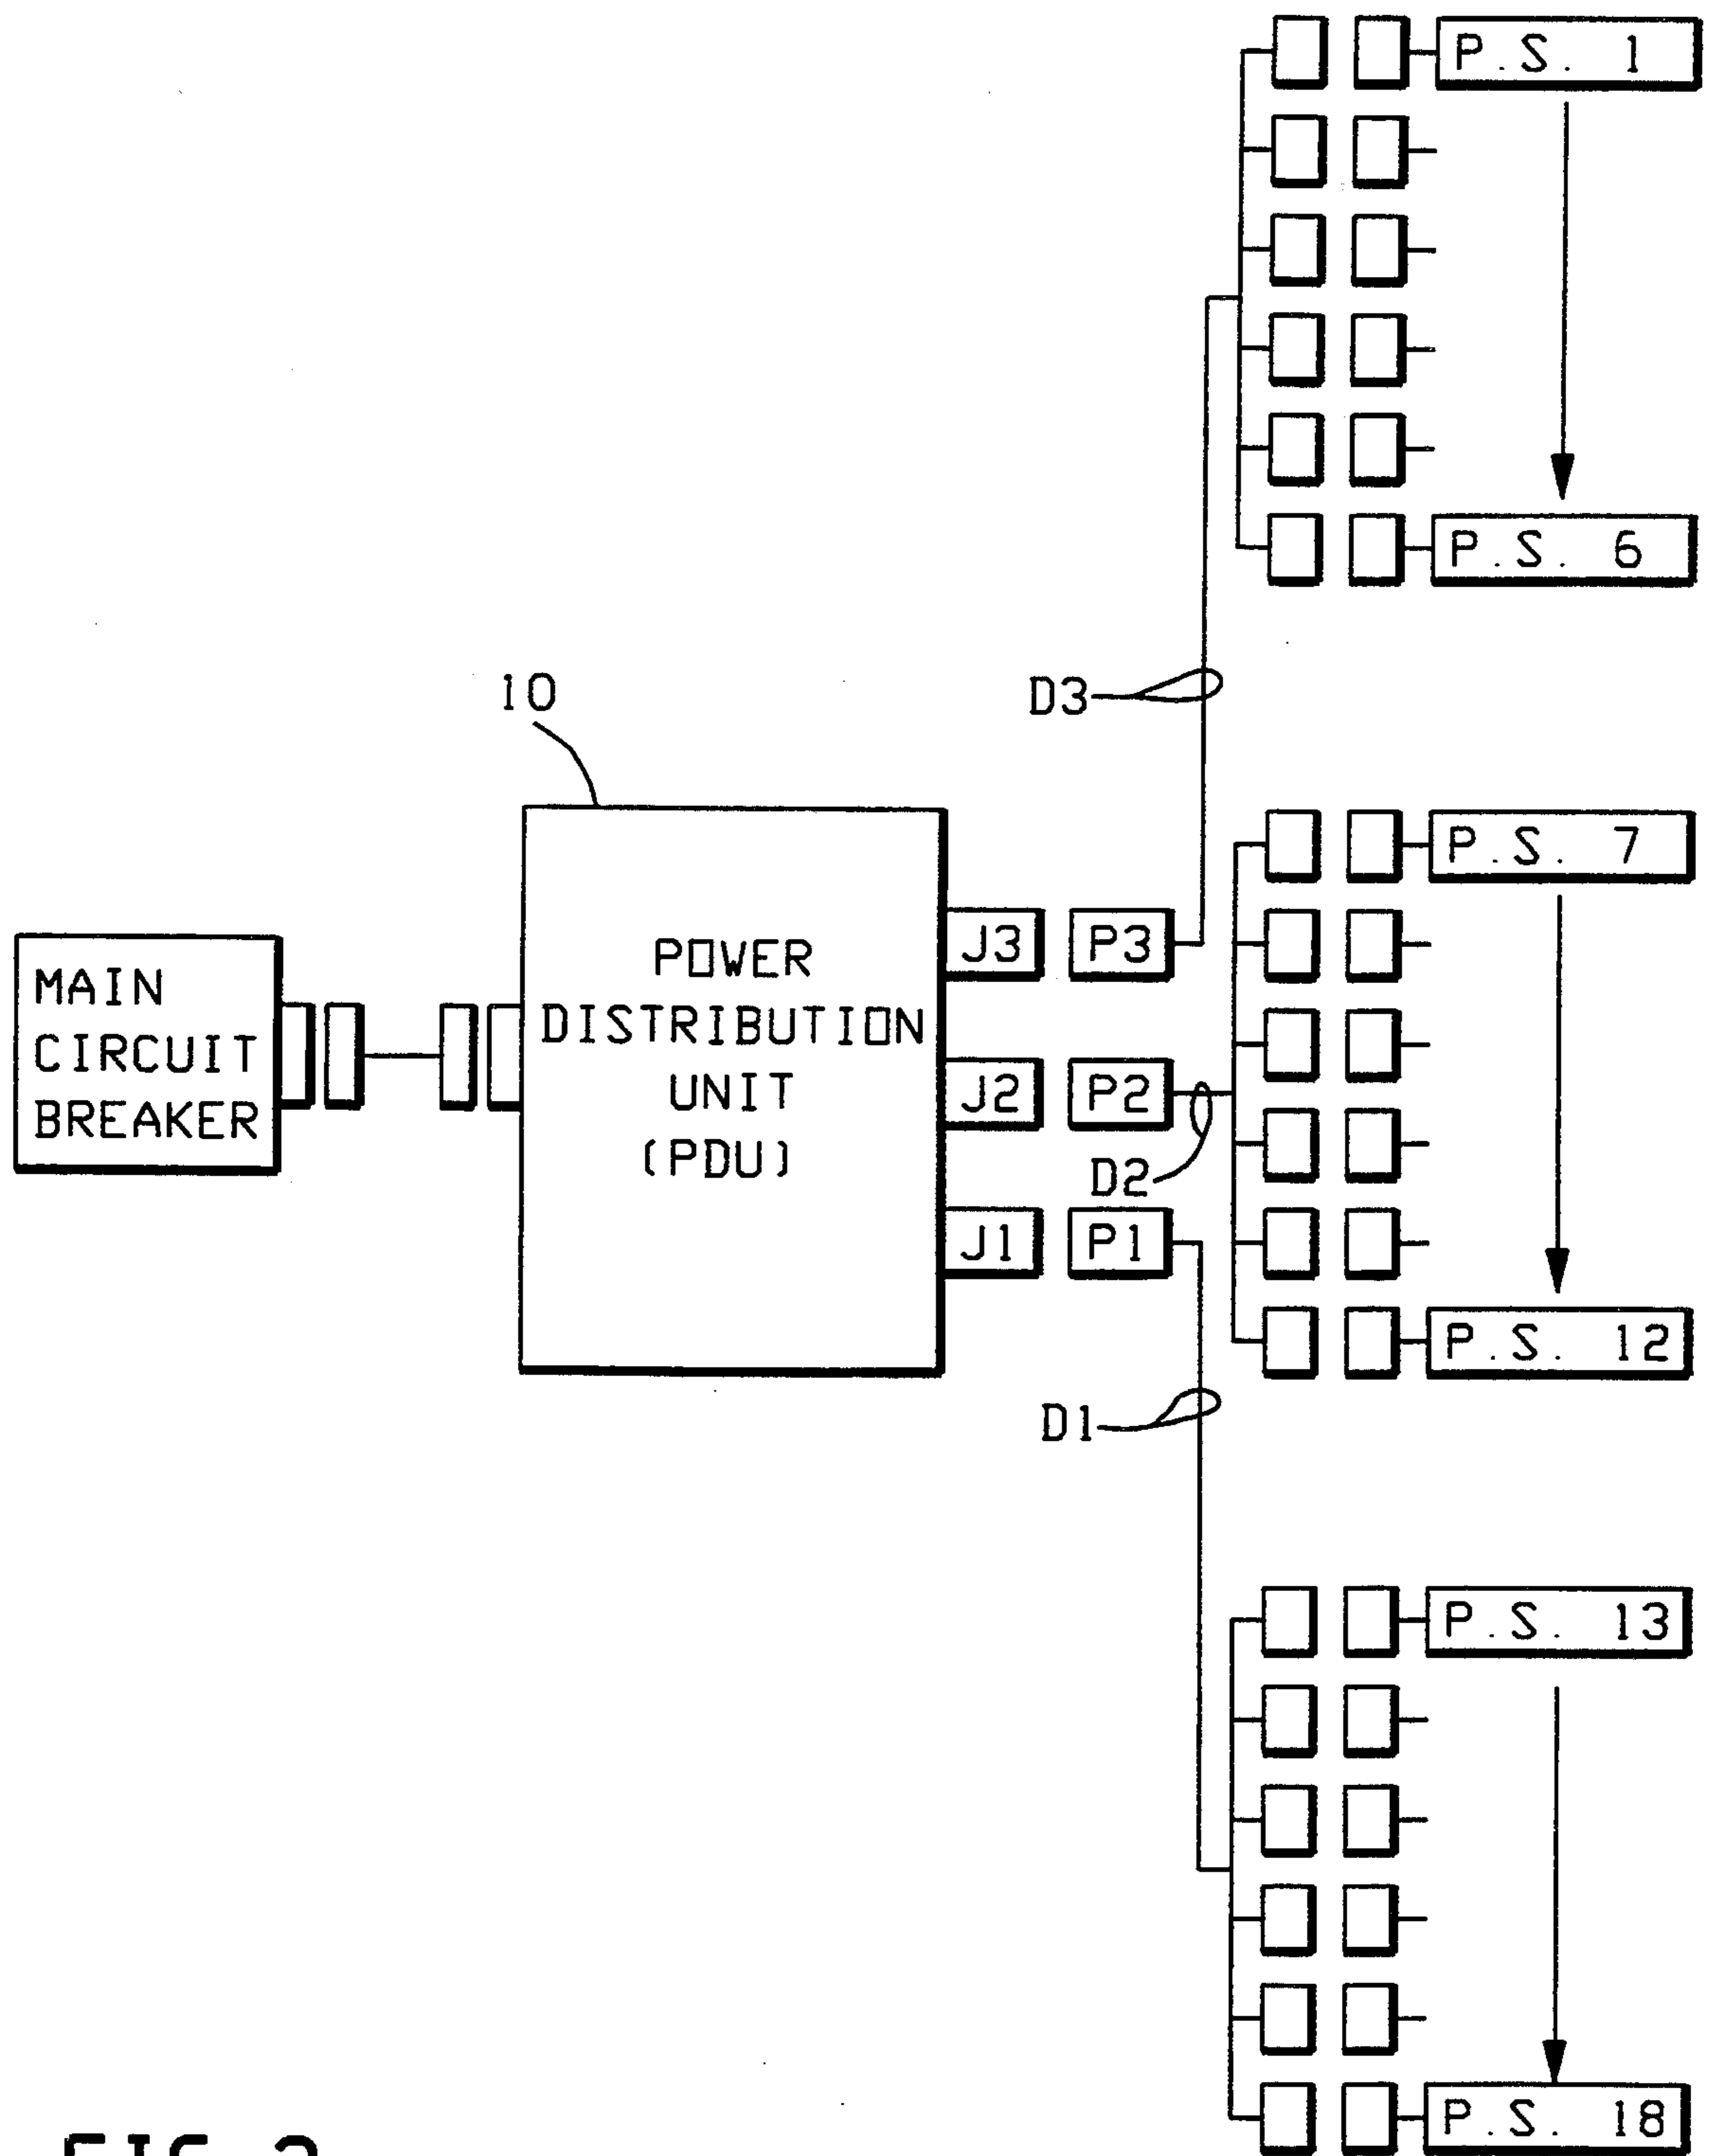 P.S. 1
P.S. 6
D3
10
P.S. 7
J3
P3
POWER
DISTRIBUTION
UNIT
(PDU)
MAIN
CIRCUIT
BREAKER
J2
P2
D2
J1
P1
P.S. 12
D1
P.S. 13
P.S. 18